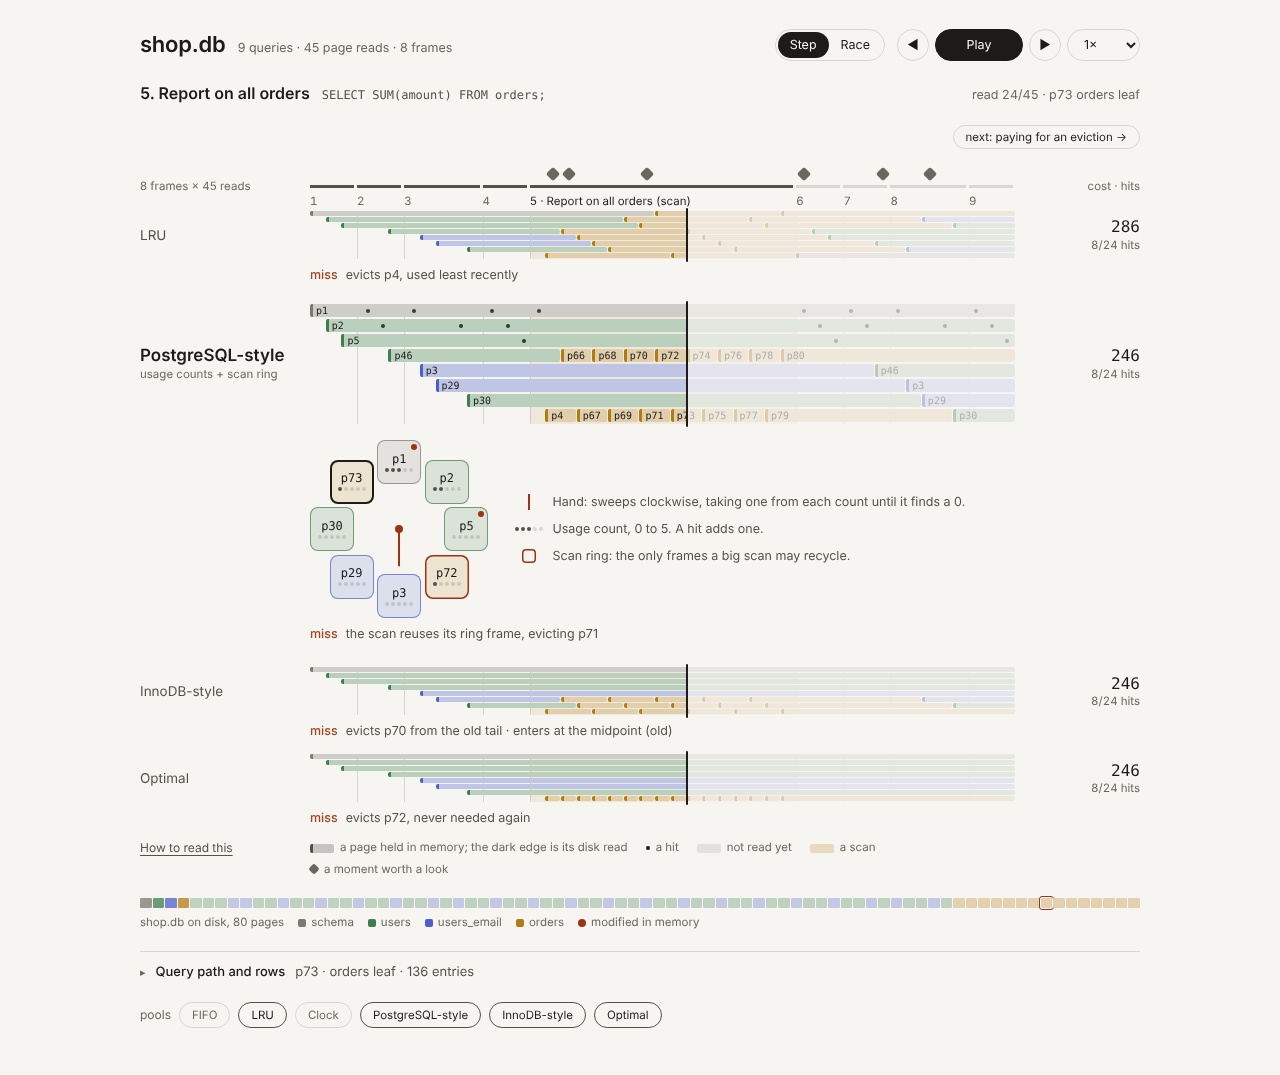 shop.db 9 queries · 45 page reads · 8 frames Step Race ◀ Play ▶ 1×
5. Report on all orders SELECT SUM(amount) FROM orders; read 24/45 · p73 orders leaf
next: paying for an eviction →
8 frames × 45 reads cost · hits
1 2 3 4 5 · Report on all orders (scan) 6 7 8 9
LRU 286
8/24 hits
miss evicts p4, used least recently
p1
p2
p5
PostgreSQL-style p46 p66 p68 p70 p72 p74 p76 p78 p80 246
usage counts + scan ring p3 p46 8/24 hits
p29 p3
p30 p29
p4 p67 p69 p71 p73 p75 p77 p79 p30
p1
p73 p2
p30 p5
p29 p72
p3
Hand: sweeps clockwise, taking one from each count until it finds a 0.
Usage count, 0 to 5. A hit adds one.
Scan ring: the only frames a big scan may recycle.
miss the scan reuses its ring frame, evicting p71
InnoDB-style 246
8/24 hits
miss evicts p70 from the old tail · enters at the midpoint (old)
Optimal 246
8/24 hits
miss evicts p72, never needed again
How to read this a page held in memory; the dark edge is its disk read a hit not read yet a scan
a moment worth a look
shop.db on disk, 80 pages schema users users_email orders modified in memory
▸ Query path and rows p73 · orders leaf · 136 entries
pools FIFO LRU Clock PostgreSQL-style InnoDB-style Optimal